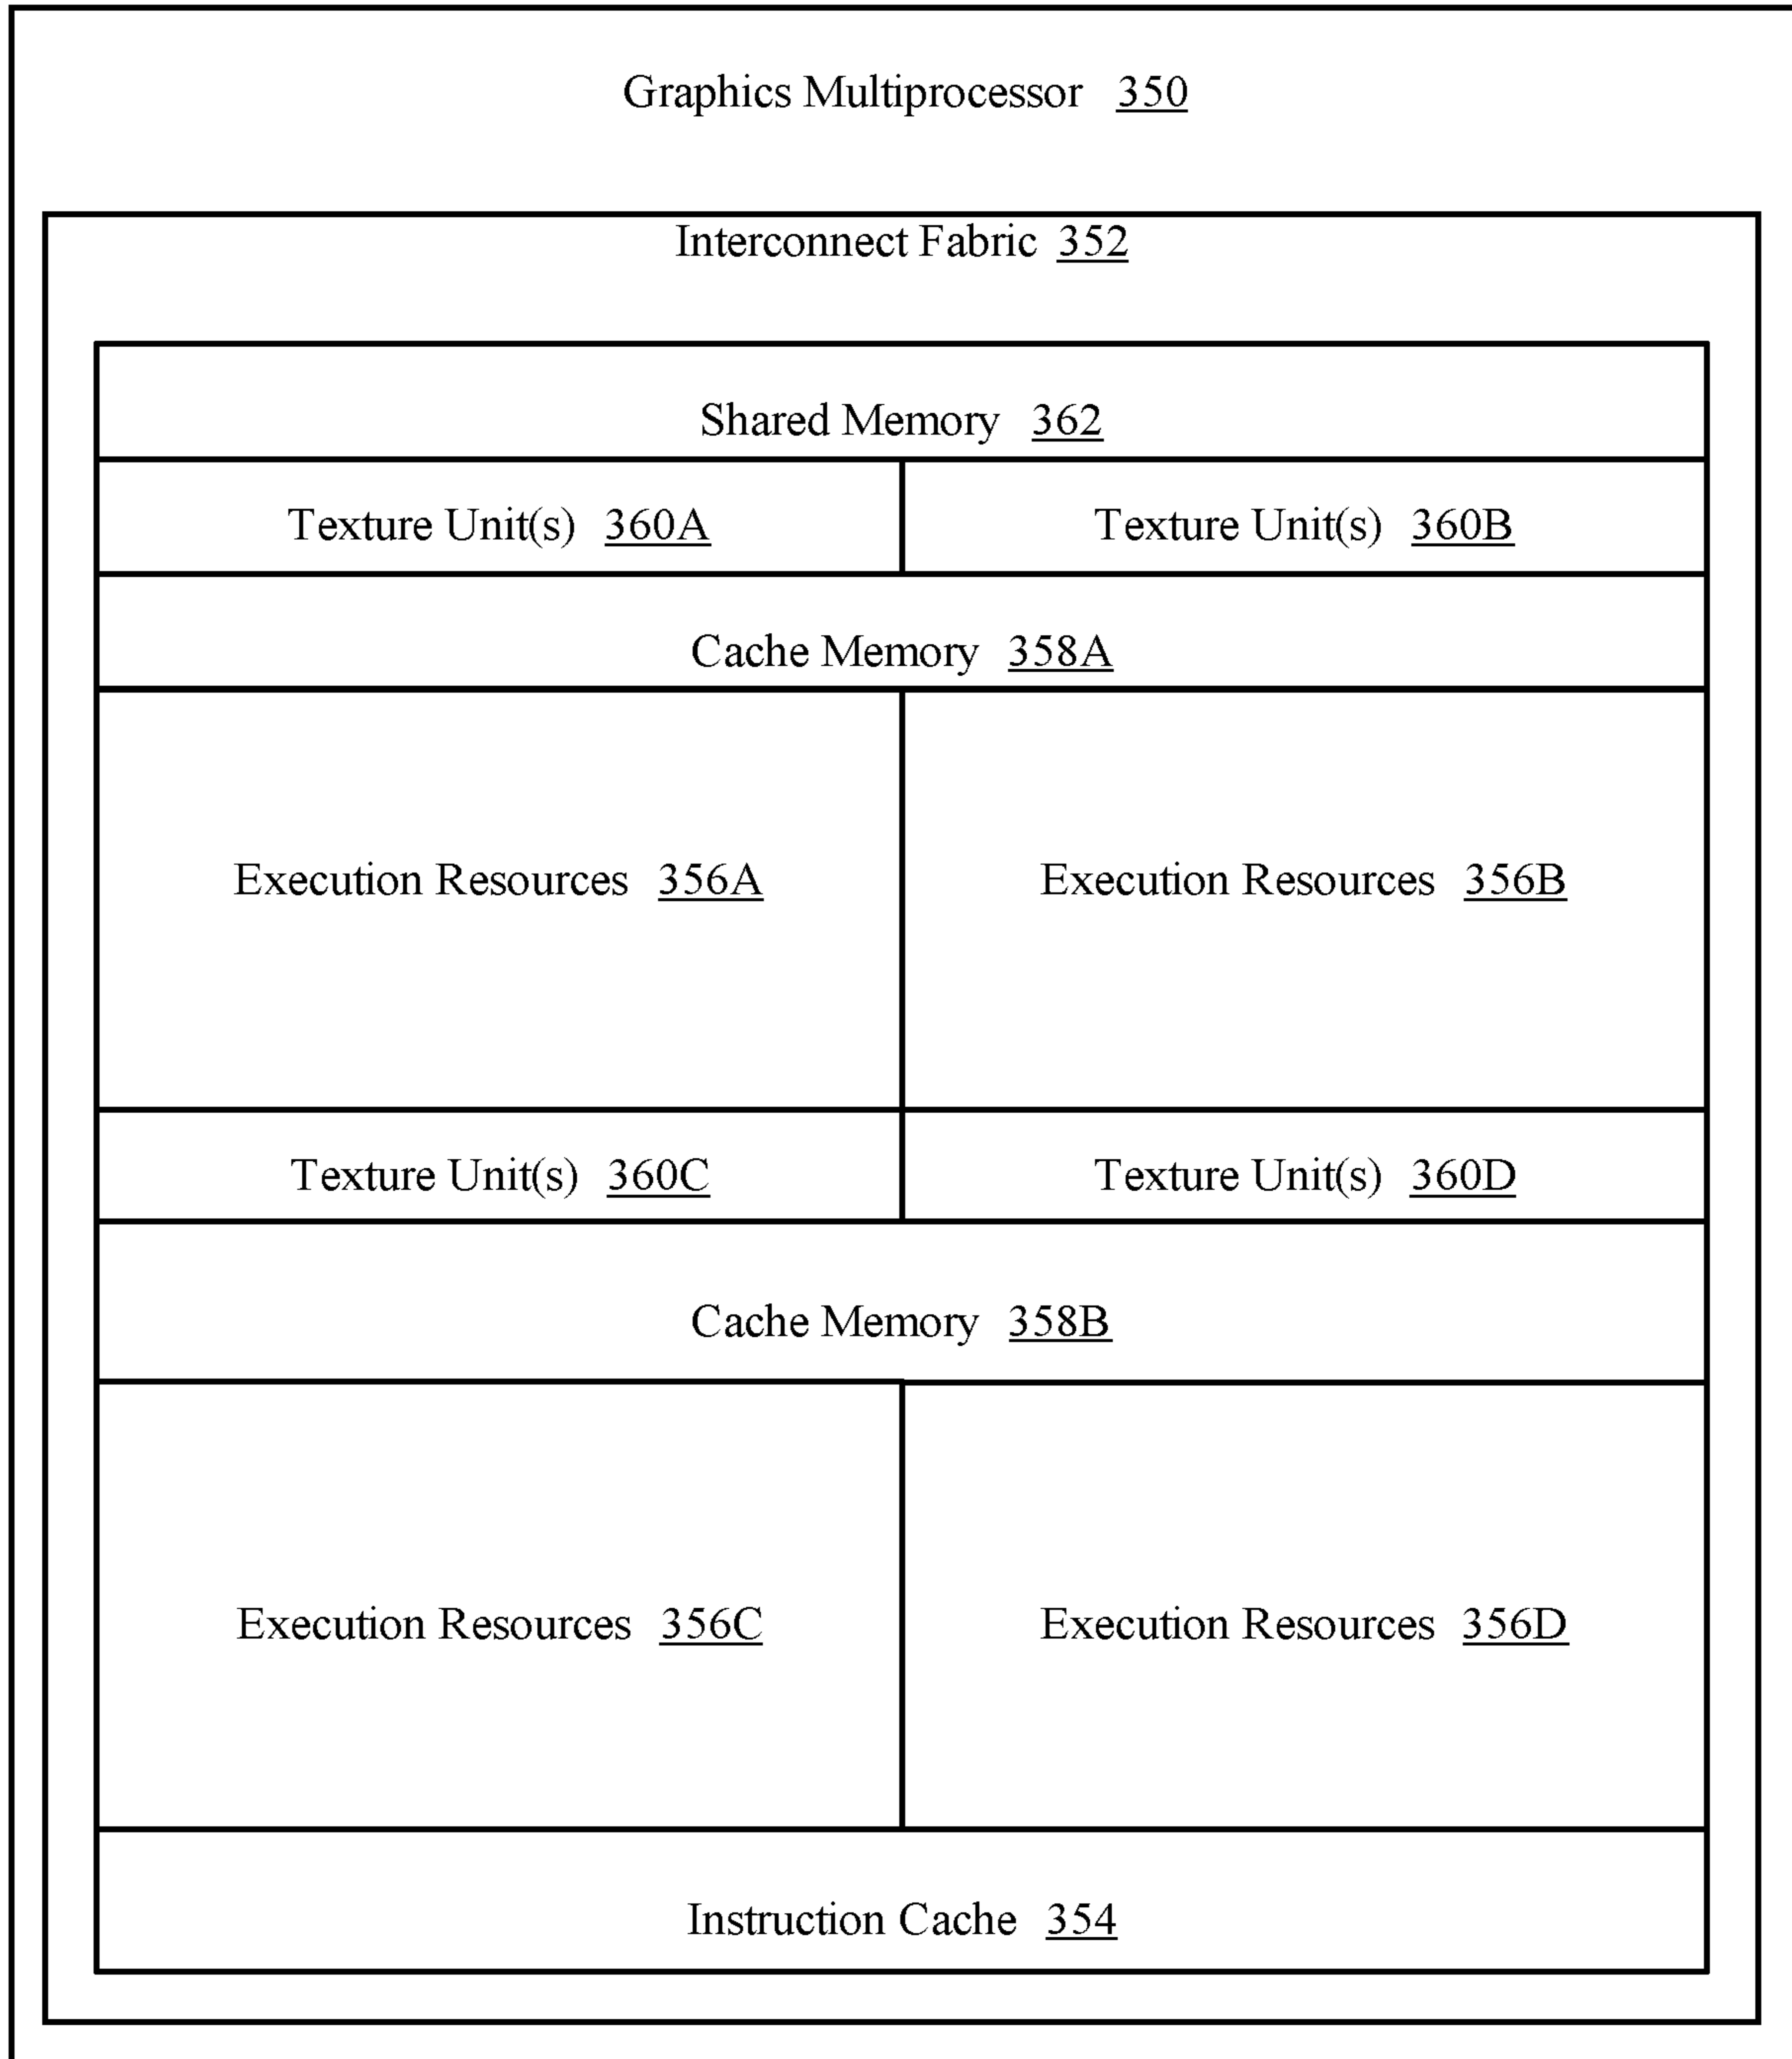 Graphics Multiprocessor 350
Interconnect Fabric 352
Shared Memory 362
Texture Unit(s) 360A
Texture Unit(s) 360B
Cache Memory 358A
Execution Resources 356A
Execution Resources 356B
Texture Unit(s) 360C
Texture Unit(s) 360D
Cache Memory 358B
Execution Resources 356C
Execution Resources 356D
Instruction Cache 354